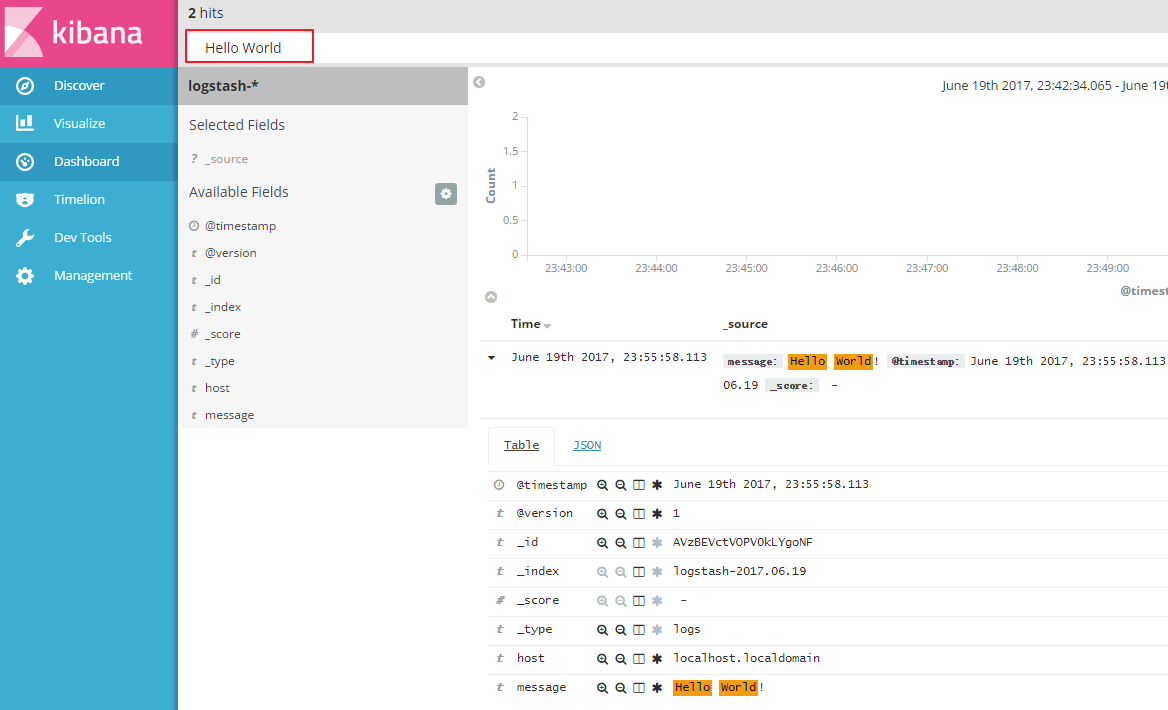 kibana
Discover
Visualize
Dashboard
Timelion
Dev Tools
Management
2 hits
Hello World
logstash-*
Selected Fields
? _source
Available Fields
@timestamp
t @version
t _id
t _index
# _score
t _type
t host
t message
June 19th 2017, 23:42:34.065 - June 19t
Count
2
1.5
1
0.5
0
23:43:00 23:44:00 23:45:00 23:46:00 23:47:00 23:48:00 23:49:00
@timest
Time _source
June 19th 2017, 23:55:58.113 message: Hello World! @timestamp: June 19th 2017, 23:55:58.113
06.19 _score: -
Table JSON
@timestamp June 19th 2017, 23:55:58.113
t @version 1
t _id AVzBEVctVOPV0kLYgoNF
t _index logstash-2017.06.19
# _score -
t _type logs
t host localhost.localdomain
t message Hello World!